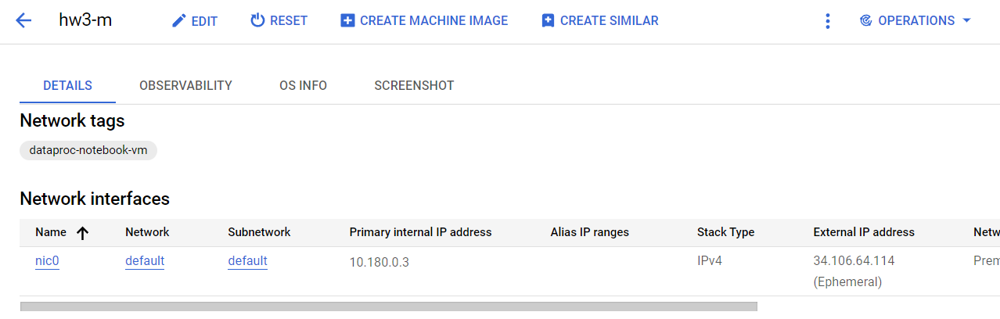 hw3-m EDIT RESET CREATE MACHINE IMAGE CREATE SIMILAR OPERATIONS
DETAILS OBSERVABILITY OS INFO SCREENSHOT
Network tags
dataproc-notebook-vm
Network interfaces
Name Network Subnetwork Primary internal IP address Alias IP ranges Stack Type External IP address Netw
nic0 default default 10.180.0.3 IPv4 34.106.64.114 Prem
(Ephemeral)